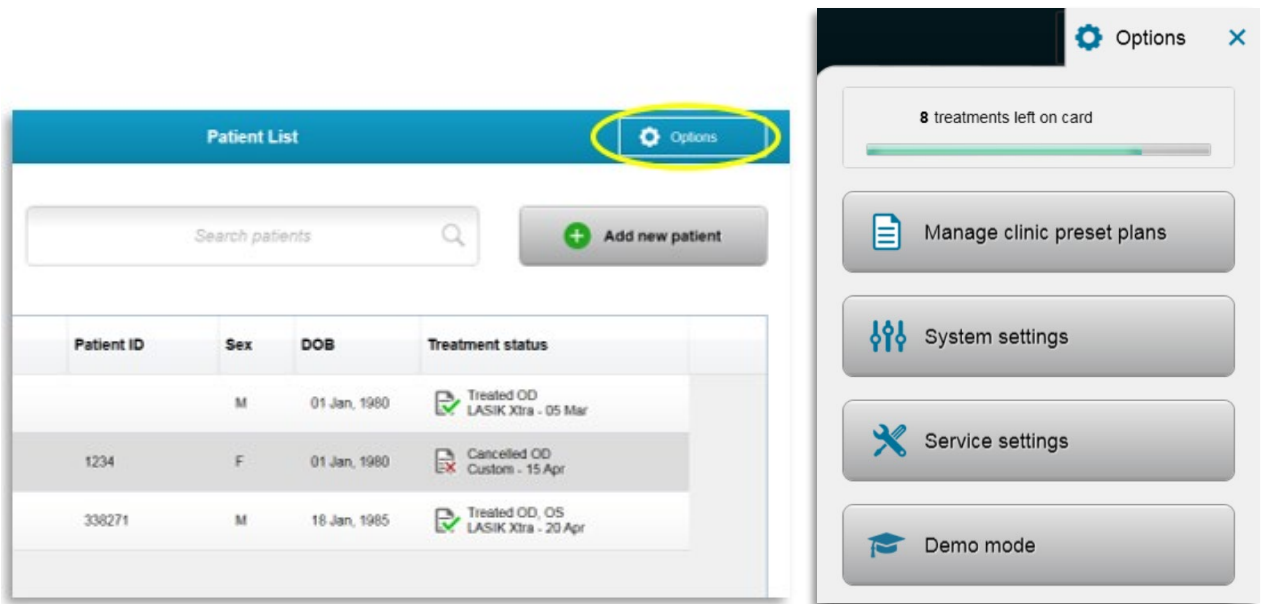 Patient List
Options
Search patients
Add new patient
Patient ID Sex DOB Treatment status
M 01 Jan, 1980 Treated OD
LASIK Xtra - 05 Mar
1234 F 01 Jan, 1980 Cancelled OD
Custom - 15 Apr
338271 M 18 Jan, 1985 Treated OD, OS
LASIK Xtra - 20 Apr
Options
8 treatments left on card
Manage clinic preset plans
System settings
Service settings
Demo mode